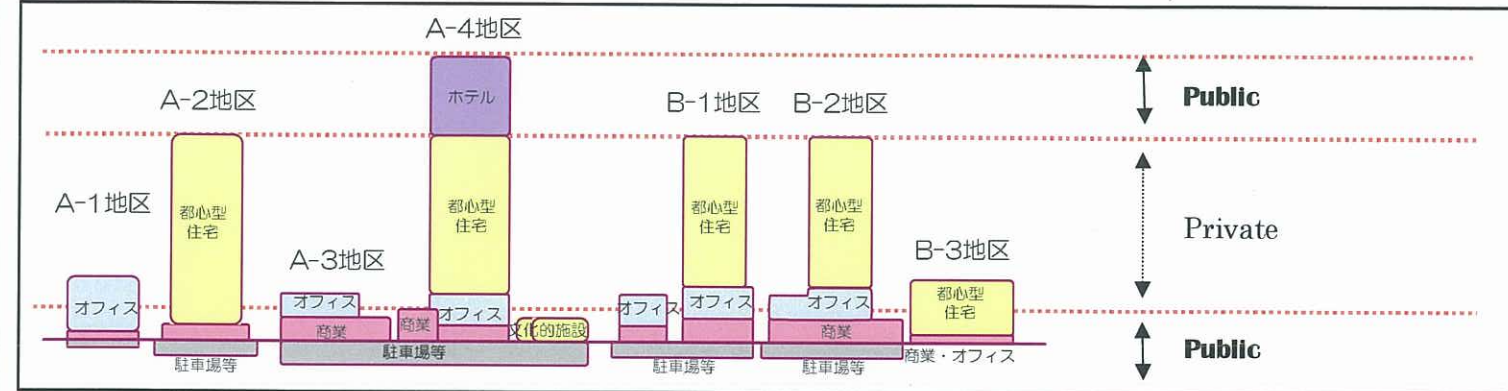 A-4地区
ホテル
Public
A-2地区
B-1地区
B-2地区
A-1地区
都心型
住宅
都心型
住宅
都心型
住宅
都心型
住宅
Private
A-3地区
B-3地区
オフィス
オフィス
オフィス
オフィス
オフィス
オフィス
都心型
住宅
商業
商業
文化的施設
商業
Public
駐車場等
駐車場等
駐車場等
駐車場等
商業・オフィス